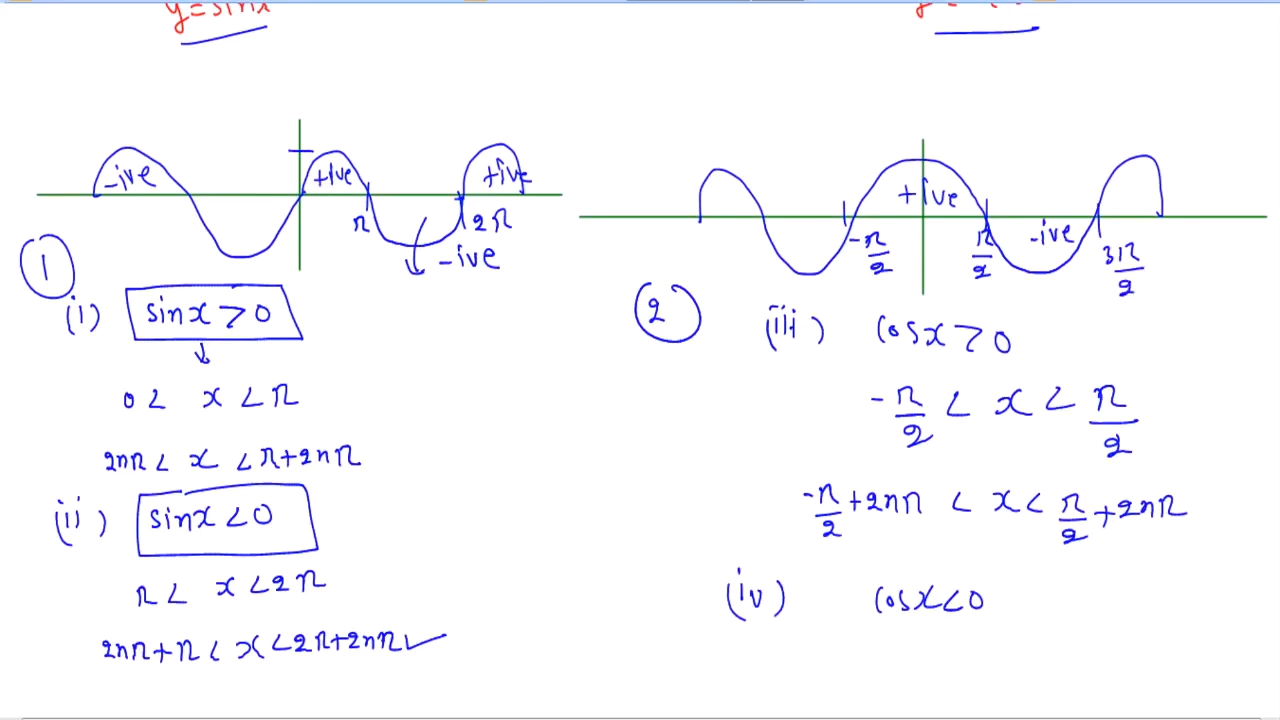 y=sinx
-ive
+ive
+ive
π
2π
-ive
1
(i) sinx>0
0< x <π
2nπ< x <π+2nπ
(ii) sinx<0
π< x <2π
2nπ+π< x <2π+2nπ
+ive
-π/2
π/2
-ive
3π/2
2
(iii) cosx>0
-π/2 < x < π/2
-π/2+2nπ < x < π/2+2nπ
(iv) cosx<0